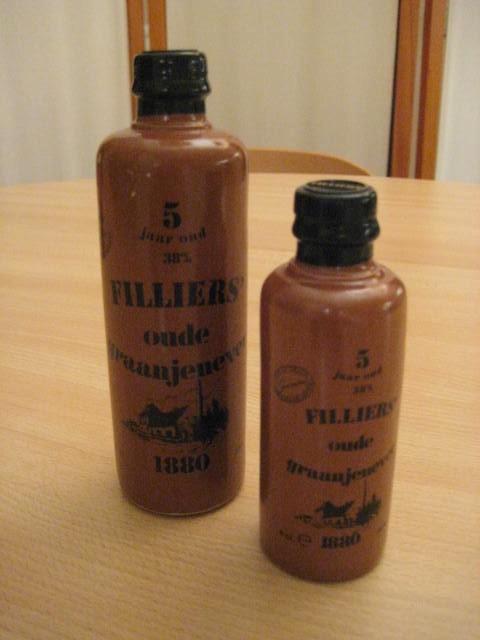 5
jaar oud
38%
FILLIERS'
oude
graanjenever
1880
5
jaar oud
38%
FILLIERS'
oude
graanjenever
1880